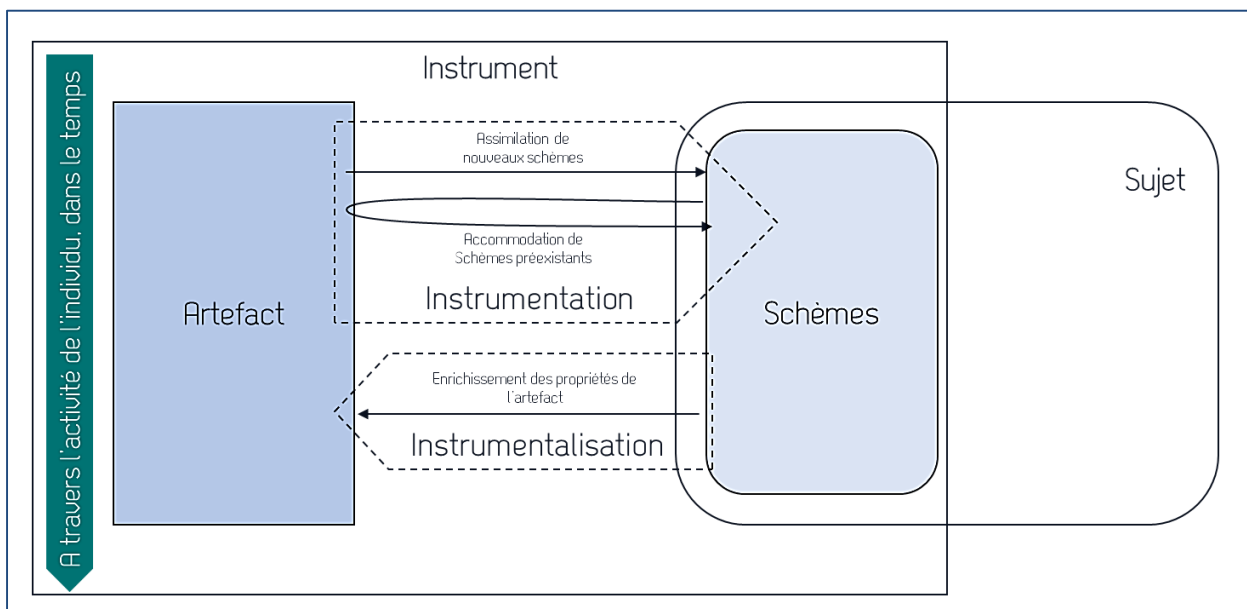 A travers l'activité de l'individu, dans le temps
Instrument
Assimilation de
nouveaux schèmes
Sujet
Accommodation de
Schèmes préexistants
Instrumentation
Artefact
Schèmes
Enrichissement des propriétés de
l'artefact
Instrumentalisation